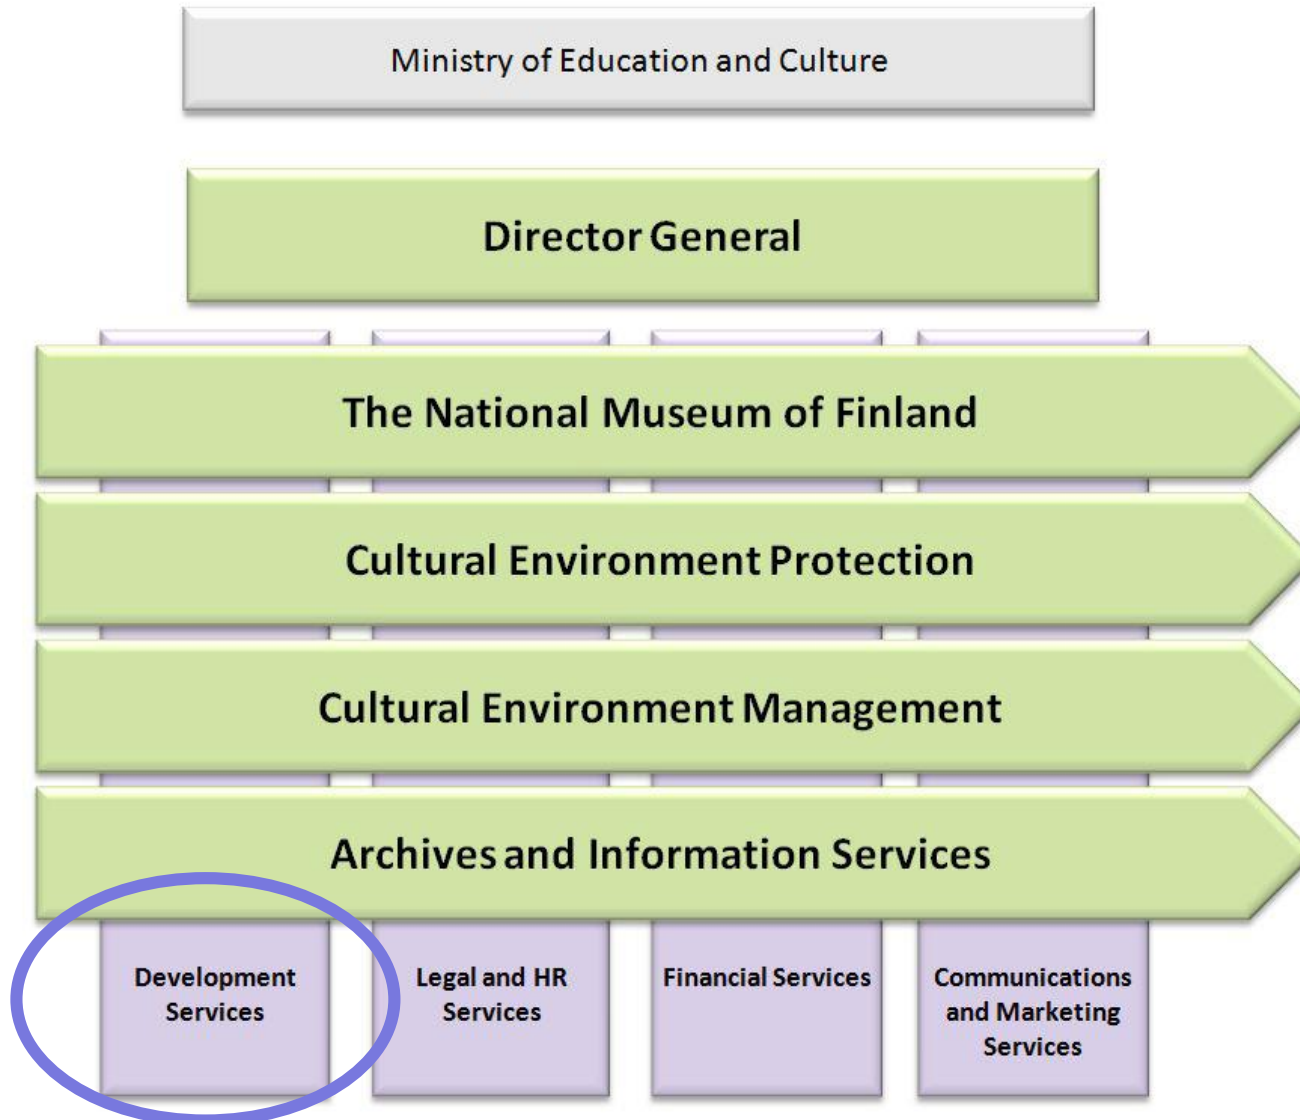 Ministry of Education and Culture
Director General
The National Museum of Finland
Cultural Environment Protection
Cultural Environment Management
Archives and Information Services
Development
Services
Legal and HR
Services
Financial Services
Communications
and Marketing
Services